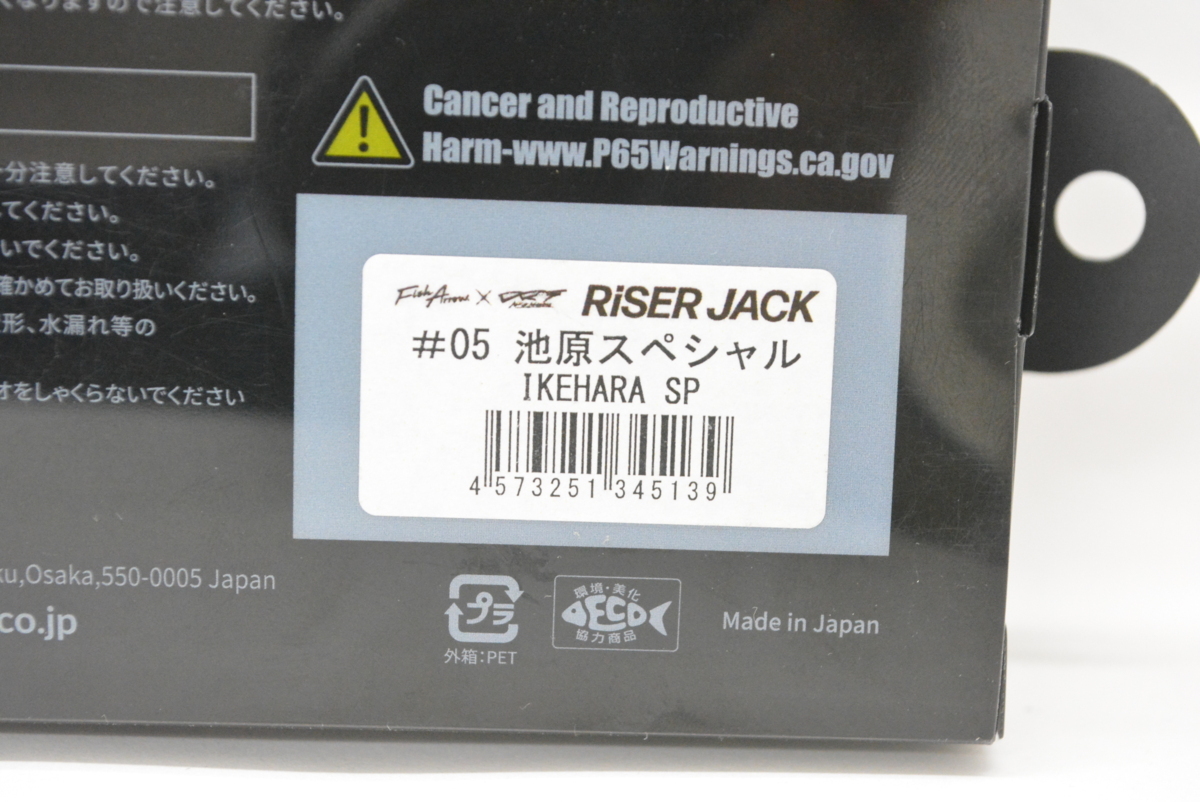 なりますので注意してください。
Cancer and Reproductive
Harm-www.P65Warnings.ca.gov
分注意してください。
てください。
いでください。
確かめてお取り扱いください。
形、水漏れ等の
オをしゃくらないでください
Fish Arrow × RiSER JACK
#05 池原スペシャル
IKEHARA SP
4573251345139
ku,Osaka,550-0005 Japan
co.jp
プラ
外箱:PET
環境・美化
ECO
協力商品
Made in Japan